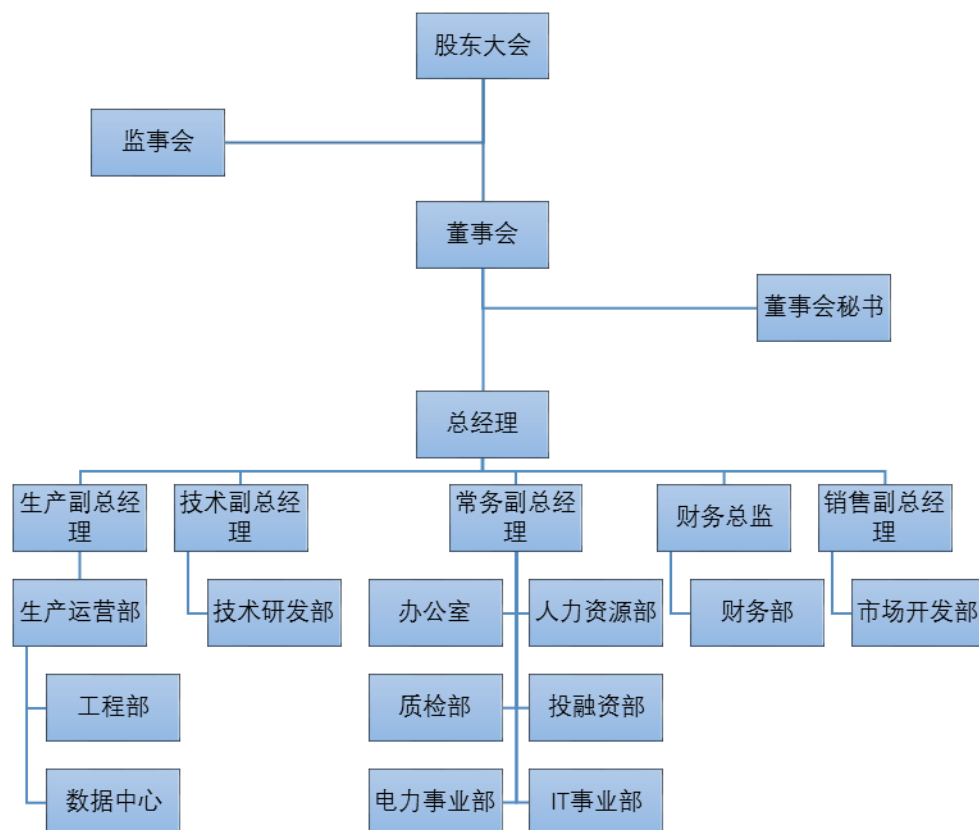 股东大会
监事会
董事会
董事会秘书
总经理
生产副总经
理
技术副总经
理
常务副总经
理
财务总监
销售副总经
理
生产运营部
技术研发部
办公室
人力资源部
财务部
市场开发部
工程部
质检部
投融资部
数据中心
电力事业部
IT事业部